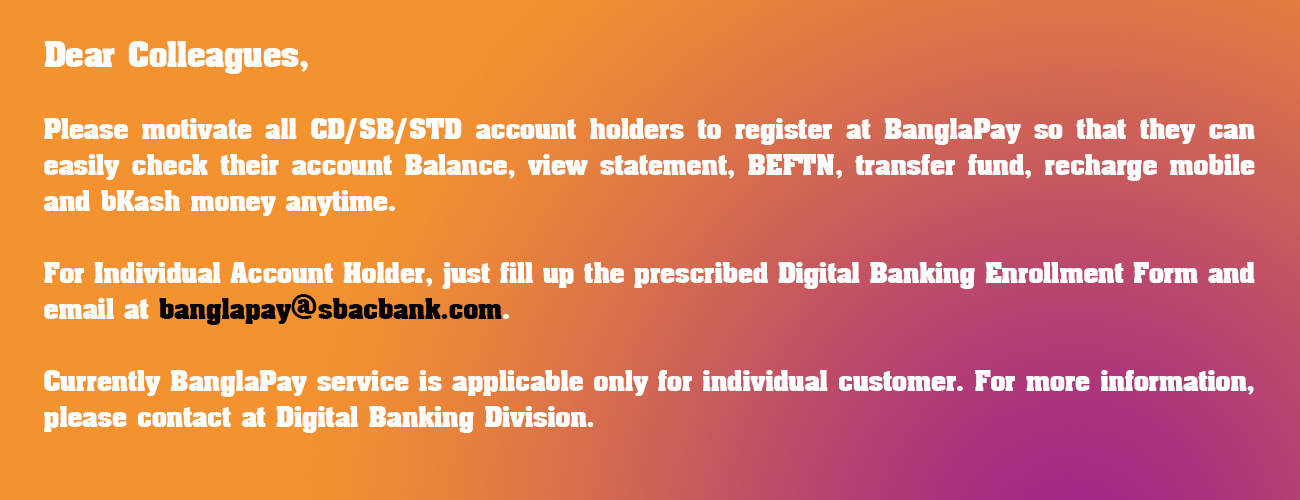 Dear Colleagues,
Please motivate all CD/SB/STD account holders to register at BanglaPay so that they can
easily check their account Balance, view statement, BEFTN, transfer fund, recharge mobile
and bKash money anytime.
For Individual Account Holder, just fill up the prescribed Digital Banking Enrollment Form and
email at banglapay@sbacbank.com.
Currently BanglaPay service is applicable only for individual customer. For more information,
please contact at Digital Banking Division.